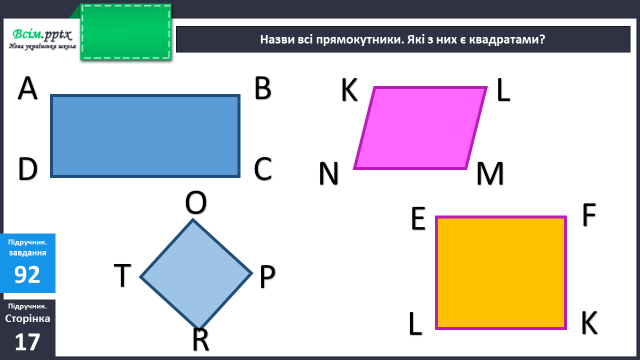 Всім.pptx
Нова українська школа
Назви всі прямокутники. Які з них є квадратами?
A
B
D
C
K
L
N
M
O
T
P
R
E
F
L
K
Підручник.
завдання
92
Підручник.
Сторінка
17